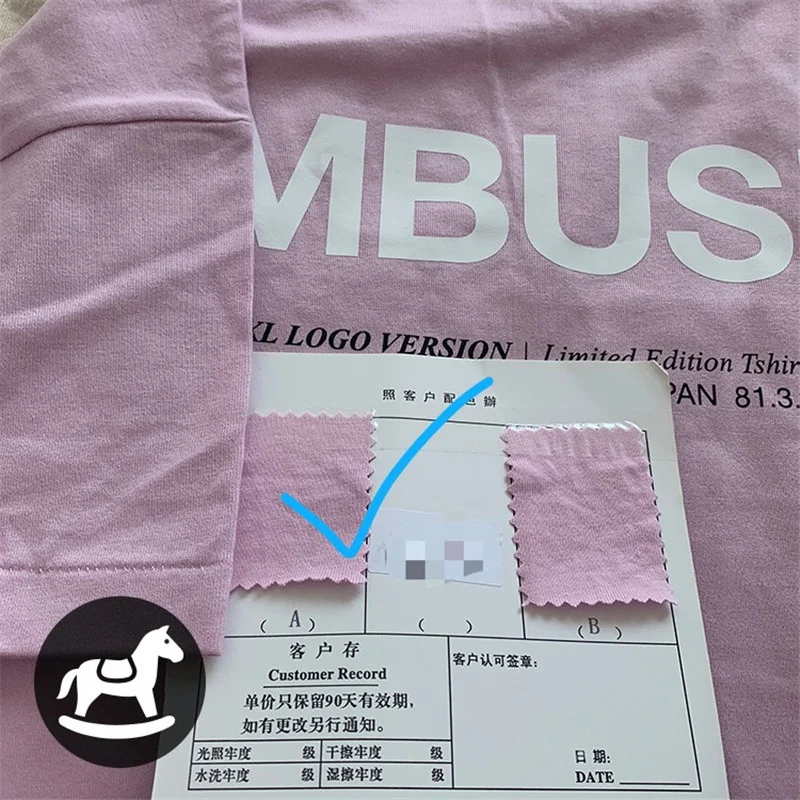 MBUS
XL LOGO VERSION | Limited Edition Tshir
PAN 81.3.
照客户配色辦
(A)
( )
(B)
客户存
Customer Record
单价只保留90天有效期,
如有更改另行通知。
客户认可签章:
光照牢度 级 干擦牢度 级
水洗牢度 级 湿擦牢度 级
日期:
DATE